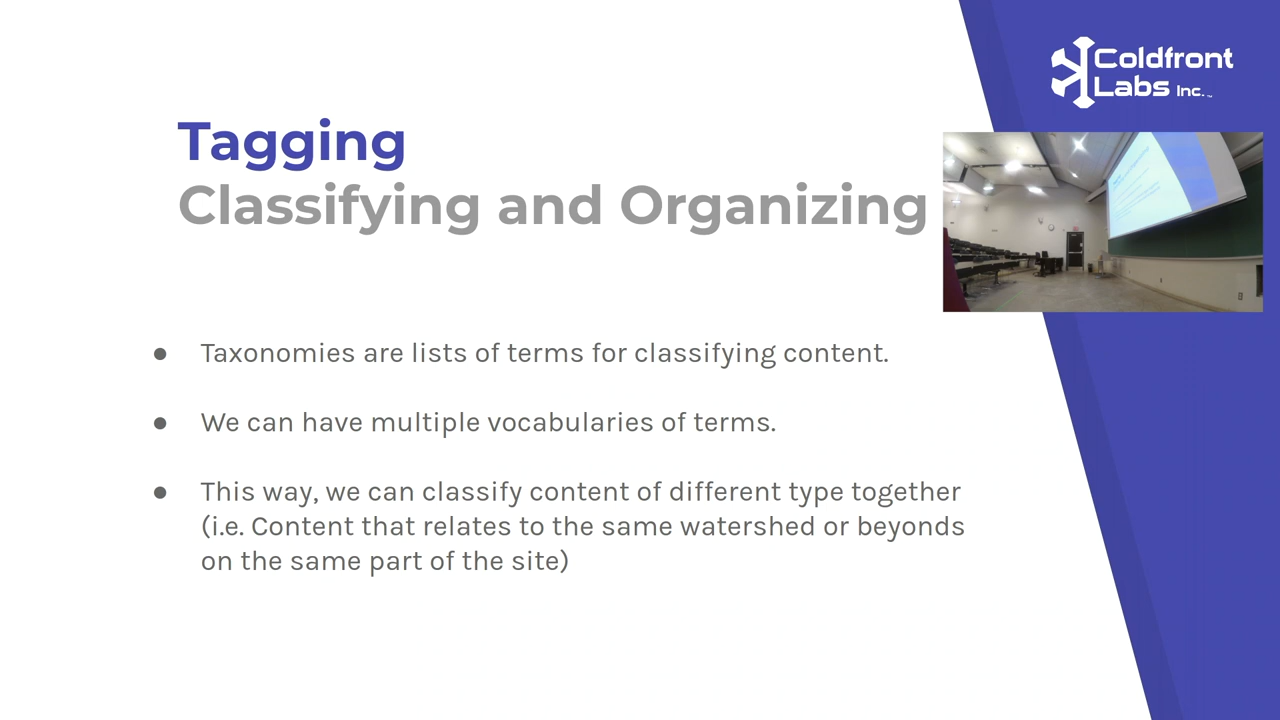 Coldfront
Labs Inc.
Tagging
Classifying and Organizing
● Taxonomies are lists of terms for classifying content.
● We can have multiple vocabularies of terms.
● This way, we can classify content of different type together
(i.e. Content that relates to the same watershed or beyonds
on the same part of the site)